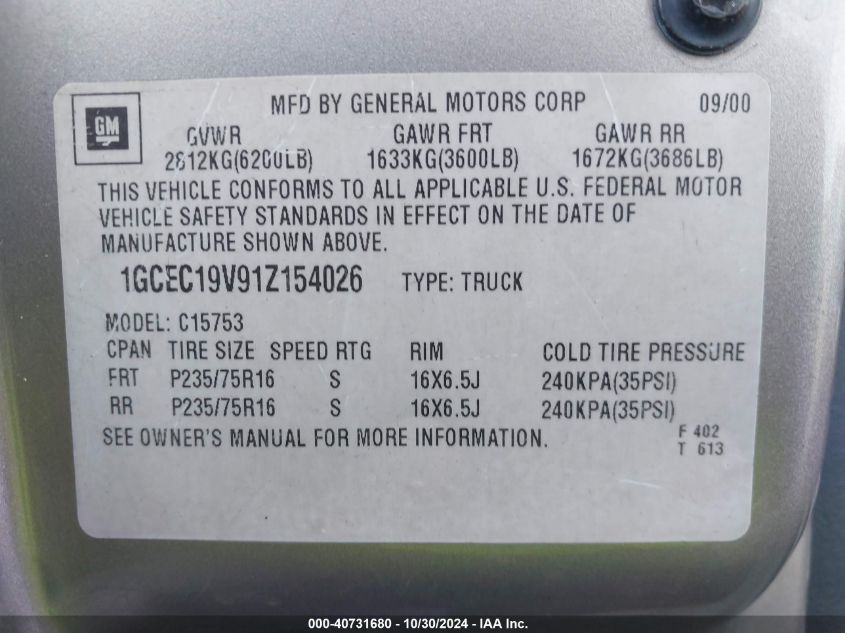 GM MFD BY GENERAL MOTORS CORP 09/00
GVWR GAWR FRT GAWR RR
2812KG(6200LB) 1633KG(3600LB) 1672KG(3686LB)
THIS VEHICLE CONFORMS TO ALL APPLICABLE U.S. FEDERAL MOTOR
VEHICLE SAFETY STANDARDS IN EFFECT ON THE DATE OF
MANUFACTURE SHOWN ABOVE.
1GCEC19V91Z154026 TYPE: TRUCK
MODEL: C15753
CPAN TIRE SIZE SPEED RTG RIM COLD TIRE PRESSURE
FRT P235/75R16 S 16X6.5J 240KPA(35PSI)
RR P235/75R16 S 16X6.5J 240KPA(35PSI)
SEE OWNER'S MANUAL FOR MORE INFORMATION. F 402
T 613
000-40731680 - 10/30/2024 - IAA Inc.